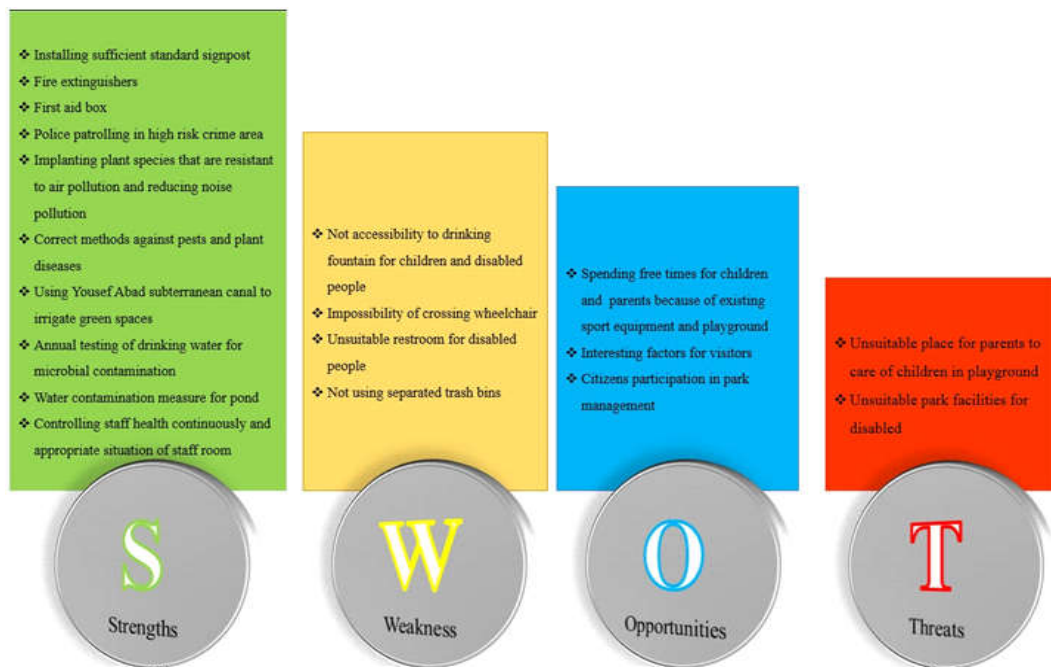 ❖ Installing sufficient standard signpost
❖ Fire extinguishers
❖ First aid box
❖ Police patrolling in high risk crime area
❖ Implanting plant species that are resistant
to air pollution and reducing noise
pollution
❖ Correct methods against pests and plant
diseases
❖ Using Yousef Abad subterranean canal to
irrigate green spaces
❖ Annual testing of drinking water for
microbial contamination
❖ Water contamination measure for pond
❖ Controlling staff health continuously and
appropriate situation of staff room
S
Strengths
❖ Not accessibility to drinking
fountain for children and disabled
people
❖ Impossibility of crossing wheelchair
❖ Unsuitable restroom for disabled
people
❖ Not using separated trash bins
W
Weakness
❖ Spending free times for children
and parents because of existing
sport equipment and playground
❖ Interesting factors for visitors
❖ Citizens participation in park
management
O
Opportunities
❖ Unsuitable place for parents to
care of children in playground
❖ Unsuitable park facilities for
disabled
T
Threats